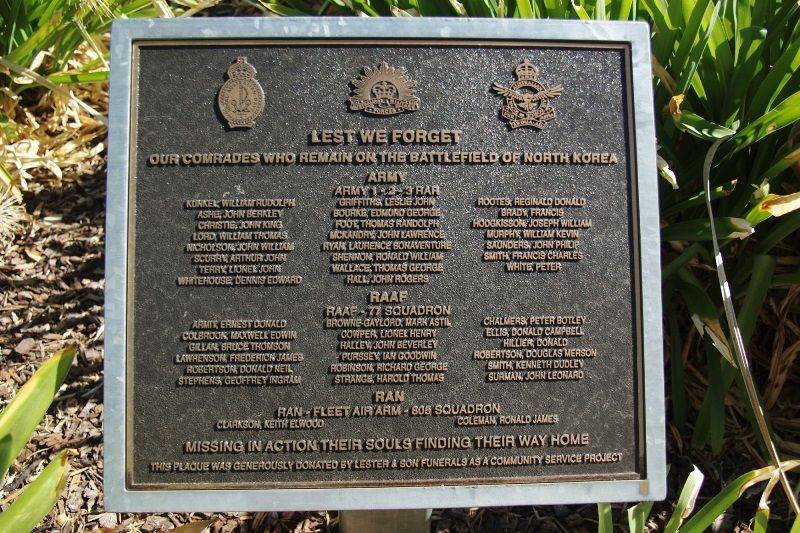 LEST WE FORGET
OUR COMRADES WHO REMAIN ON THE BATTLEFIELD OF NORTH KOREA
ARMY
ARMY 1 - 2 - 3 RAR
KUNKEL, WILLIAM RUDOLPH GRIFFITHS, LESLIE JOHN ROOTES, REGINALD DONALD
ASHE, JOHN BERKLEY BOURKE, EDMUND GEORGE BRADY, FRANCIS
CHRISTIE, JOHN KING FOOT, THOMAS RANDOLPH HODGKISSON, JOSEPH WILLIAM
LORD, WILLIAM THOMAS MCKANDRY, JOHN LAWRENCE MURPHY, WILLIAM KEVIN
NICHOLSON, JOHN WILLIAM RYAN, LAURENCE BONAVENTURE SAUNDERS, JOHN PHILIP
SCURRY, ARTHUR JOHN SHENNON, RONALD WILLIAM SMITH, FRANCIS CHARLES
TERRY, LIONEL JOHN WALLACE, THOMAS GEORGE WHITE, PETER
WHITEHOUSE, DENNIS EDWARD HALL, JOHN ROGERS
RAAF
RAAF - 77 SQUADRON
ARMIT, ERNEST DONALD BROWNE-GAYLORD, MARK ASTIL CHALMERS, PETER BOTLEY
COLBROOK, MAXWELL EDWIN COWPER, LIONEL HENRY ELLIS, DONALD CAMPBELL
GILLAN, BRUCE THOMSON HALLEY, JOHN BEVERLEY HILLIER, DONALD
LAWRENSON, FREDERICK JAMES PURSSEY, IAN GOODWIN ROBERTSON, DOUGLAS MERSON
ROBERTSON, DONALD NEIL ROBINSON, RICHARD GEORGE SMITH, KENNETH DUDLEY
STEPHENS, GEOFFREY INGRAM STRANGE, HAROLD THOMAS SURMAN, JOHN LEONARD
RAN
RAN - FLEET AIR ARM - 805 SQUADRON
CLARKSON, KEITH ELWOOD COLEMAN, RONALD JAMES
MISSING IN ACTION THEIR SOULS FINDING THEIR WAY HOME
THIS PLAQUE WAS GENEROUSLY DONATED BY LESTER & SON FUNERALS AS A COMMUNITY SERVICE PROJECT